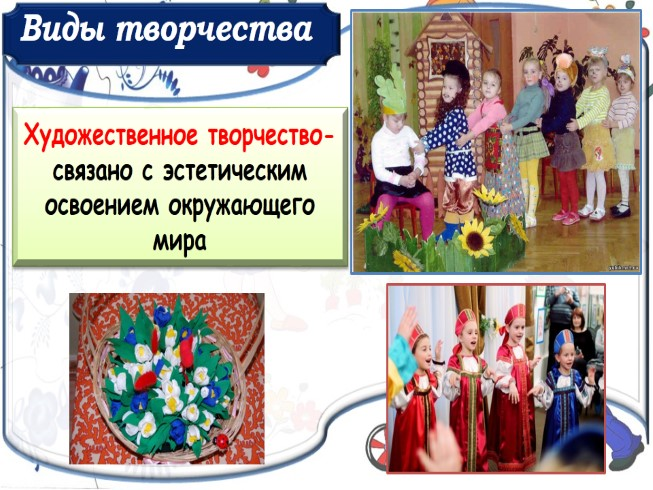 Виды творчества
Художественное творчество-
связано с эстетическим
освоением окружающего
мира